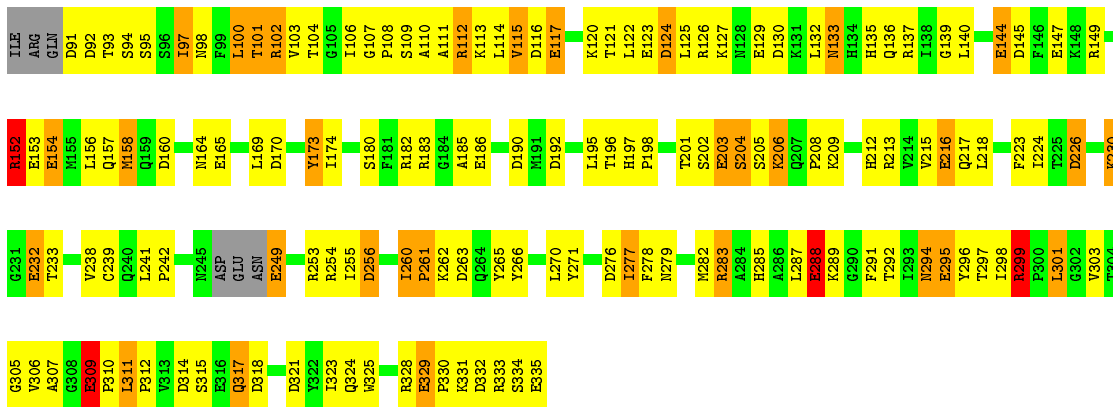 ILE ARG GLN D91 D92 T93 S94 S95 S96 I97 N98 F99 L100 T101 R102 V103 T104 G105 I106 G107 P108 S109 A110 A111 R112 K113 L114 V115 D116 E117 K120 T121 L122 E123 D124 L125 R126 K127 N128 E129 D130 K131 L132 N133 H134 H135 Q136 R137 I138 G139 L140 E144 D145 F146 E147 K148 R149
R152 E153 E154 M155 L156 Q157 M158 Q159 D160 N164 E165 L169 D170 Y173 I174 S180 F181 R182 R183 G184 A185 E186 D190 M191 D192 L195 T196 H197 P198 T201 S202 E203 S204 S205 K206 Q207 P208 K209 H212 R213 V214 V215 E216 Q217 L218 F223 I224 T225 D226 K230
G231 E232 T233 V238 C239 Q240 L241 P242 N245 ASP GLU ASN E249 R253 R254 I255 D256 I260 P261 K262 D263 Q264 Y265 Y266 L270 Y271 D276 I277 F278 N279 M282 R283 A284 H285 A286 L287 E288 K289 G290 F291 T292 I293 N294 E295 Y296 T297 I298 R299 P300 L301 G302 V303 T304
G305 V306 A307 G308 E309 P310 L311 P312 V313 D314 S315 E316 Q317 D318 D321 Y322 I323 Q324 W325 R328 E329 P330 K331 D332 R333 S334 E335